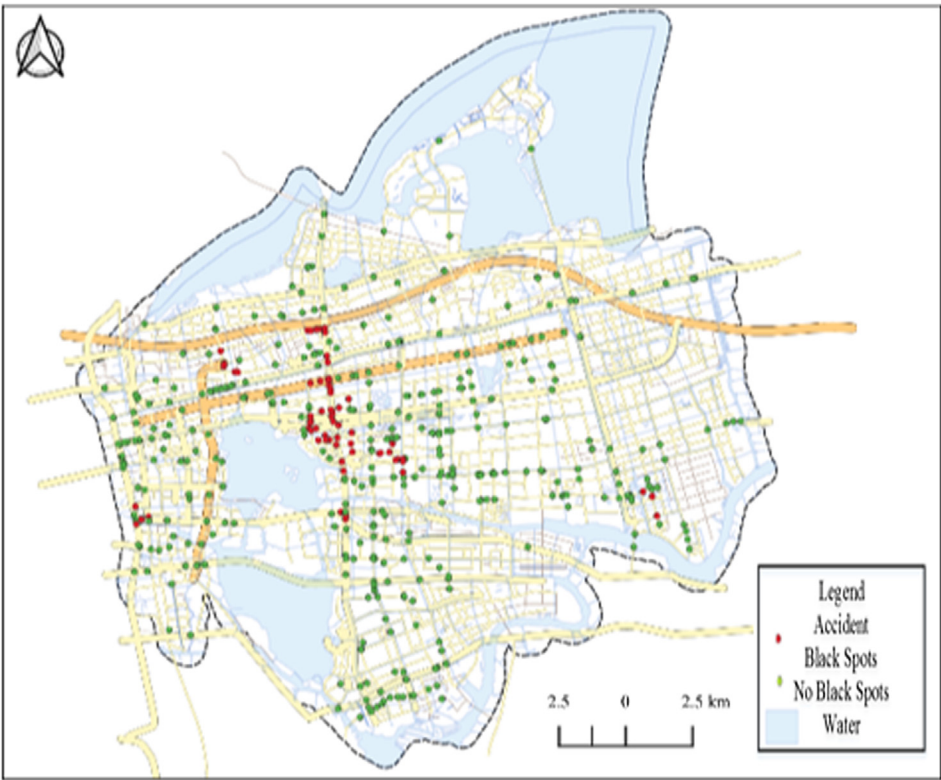 Legend
Accident
Black Spots
No Black Spots
Water
2.5 0 2.5 km